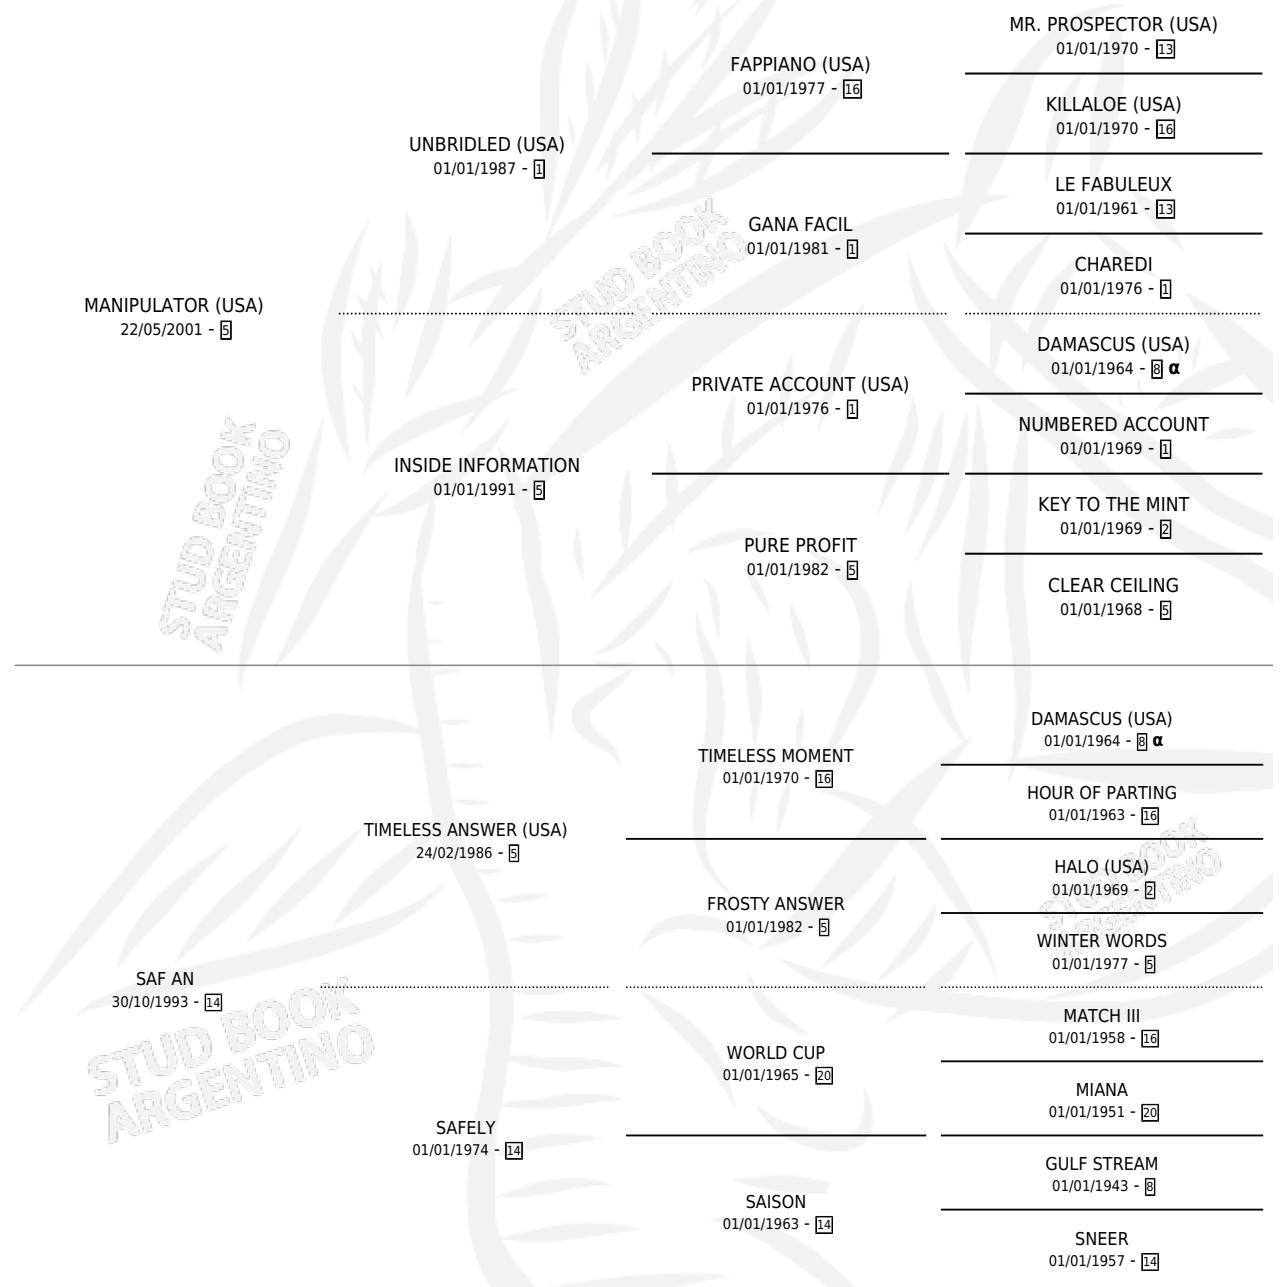 MR. PROSPECTOR (USA)
01/01/1970 - 13
FAPPIANO (USA)
01/01/1977 - 16
KILLALOE (USA)
01/01/1970 - 16
UNBRIDLED (USA)
01/01/1987 - 1
LE FABULEUX
01/01/1961 - 13
GANA FACIL
01/01/1981 - 1
CHAREDI
01/01/1976 - 1
MANIPULATOR (USA)
22/05/2001 - 5
DAMASCUS (USA)
01/01/1964 - 8 α
PRIVATE ACCOUNT (USA)
01/01/1976 - 1
NUMBERED ACCOUNT
01/01/1969 - 1
INSIDE INFORMATION
01/01/1991 - 5
KEY TO THE MINT
01/01/1969 - 2
PURE PROFIT
01/01/1982 - 5
CLEAR CEILING
01/01/1968 - 5
DAMASCUS (USA)
01/01/1964 - 8 α
TIMELESS MOMENT
01/01/1970 - 16
HOUR OF PARTING
01/01/1963 - 16
TIMELESS ANSWER (USA)
24/02/1986 - 5
HALO (USA)
01/01/1969 - 2
FROSTY ANSWER
01/01/1982 - 5
WINTER WORDS
01/01/1977 - 5
SAF AN
30/10/1993 - 14
MATCH III
01/01/1958 - 16
WORLD CUP
01/01/1965 - 20
MIANA
01/01/1951 - 20
SAFELY
01/01/1974 - 14
GULF STREAM
01/01/1943 - 8
SAISON
01/01/1963 - 14
SNEER
01/01/1957 - 14
STUD BOOK
ARGENTINO
STUD BOOK
ARGENTINO
STUD BOOK
ARGENTINO
STUD BOOK
ARGENTINO